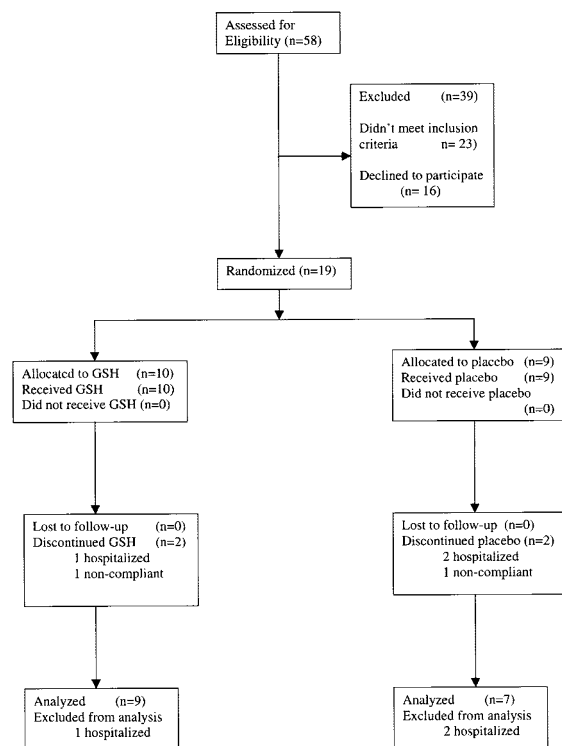 Assessed for
Eligibility (n=58)
Excluded (n=39)
Didn't meet inclusion
criteria n= 23)
Declined to participate
(n= 16)
Randomized (n=19)
Allocated to GSH (n=10)
Received GSH (n=10)
Did not receive GSH (n=0)
Allocated to placebo (n=9)
Received placebo (n=9)
Did not receive placebo
(n=0)
Lost to follow-up (n=0)
Discontinued GSH (n=2)
1 hospitalized
1 non-compliant
Lost to follow-up (n=0)
Discontinued placebo (n=2)
2 hospitalized
1 non-compliant
Analyzed (n=9)
Excluded from analysis
1 hospitalized
Analyzed (n=7)
Excluded from analysis
2 hospitalized